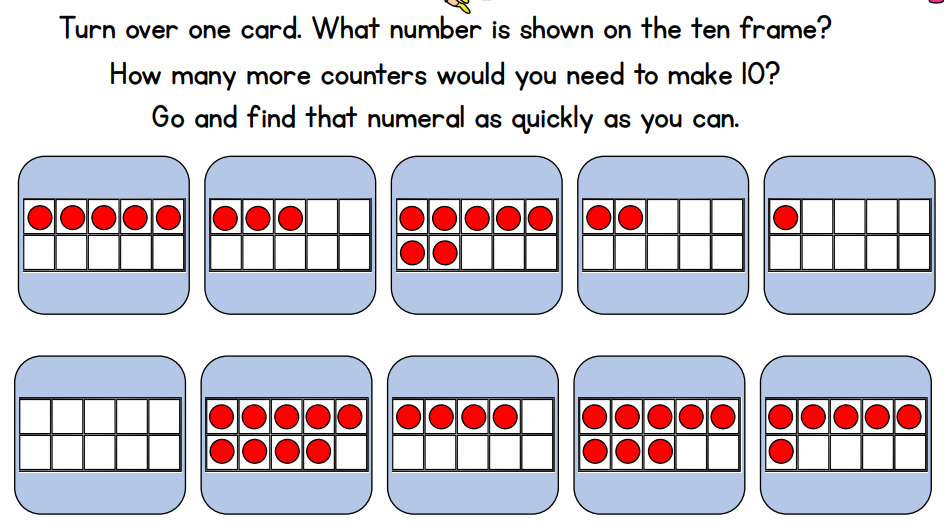 Turn over one card. What number is shown on the ten frame?
How many more counters would you need to make 10?
Go and find that numeral as quickly as you can.